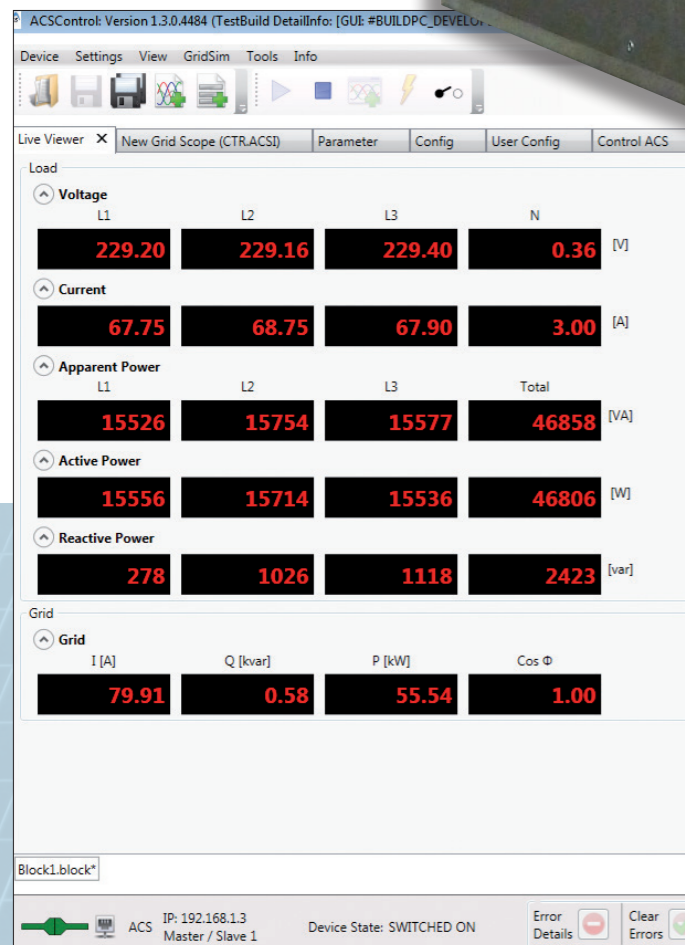 ACSControl: Version 1.3.0.4484 (TestBuild DetailInfo: [GUI: #BUILDPC_DEVELO
Device Settings View GridSim Tools Info
Live Viewer X New Grid Scope (CTR.ACSI) Parameter Config User Config Control ACS
Load
Voltage
L1 L2 L3 N
229.20 229.16 229.40 0.36 [V]
Current
67.75 68.75 67.90 3.00 [A]
Apparent Power
L1 L2 L3 Total
15526 15754 15577 46858 [VA]
Active Power
15556 15714 15536 46806 [W]
Reactive Power
278 1026 1118 2423 [var]
Grid
Grid
I [A] Q [kvar] P [kW] Cos Φ
79.91 0.58 55.54 1.00
Block1.block*
ACS IP: 192.168.1.3 Device State: SWITCHED ON Error Clear
Master / Slave 1 Details Errors